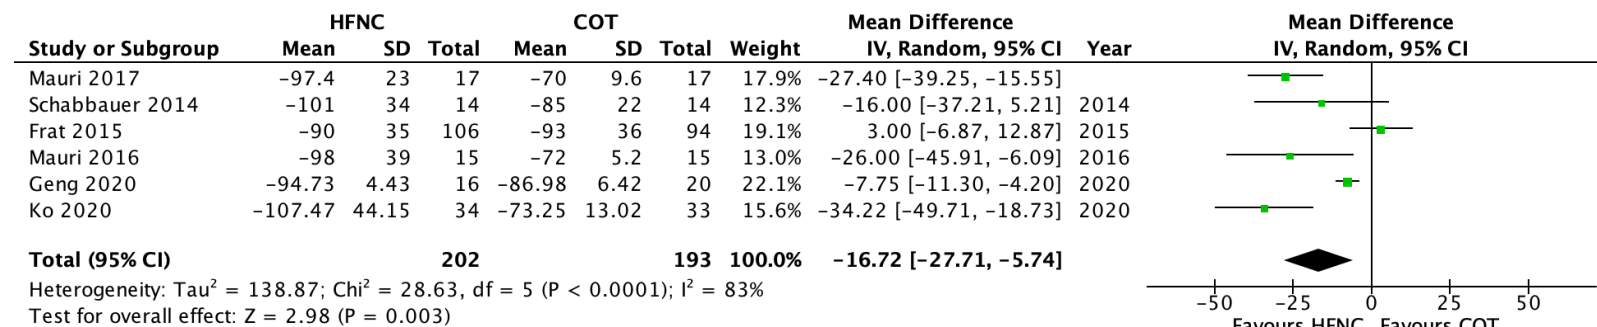 HFNC COT Mean Difference Mean Difference
Study or Subgroup Mean SD Total Mean SD Total Weight IV, Random, 95% CI Year IV, Random, 95% CI
Mauri 2017 −97.4 23 17 −70 9.6 17 17.9% −27.40 [−39.25, −15.55]
Schabbauer 2014 −101 34 14 −85 22 14 12.3% −16.00 [−37.21, 5.21] 2014
Frat 2015 −90 35 106 −93 36 94 19.1% 3.00 [−6.87, 12.87] 2015
Mauri 2016 −98 39 15 −72 5.2 15 13.0% −26.00 [−45.91, −6.09] 2016
Geng 2020 −94.73 4.43 16 −86.98 6.42 20 22.1% −7.75 [−11.30, −4.20] 2020
Ko 2020 −107.47 44.15 34 −73.25 13.02 33 15.6% −34.22 [−49.71, −18.73] 2020
Total (95% CI) 202 193 100.0% −16.72 [−27.71, −5.74]
Heterogeneity: Tau² = 138.87; Chi² = 28.63, df = 5 (P < 0.0001); I² = 83%
Test for overall effect: Z = 2.98 (P = 0.003)
−50 −25 0 25 50
Favours HFNC Favours COT